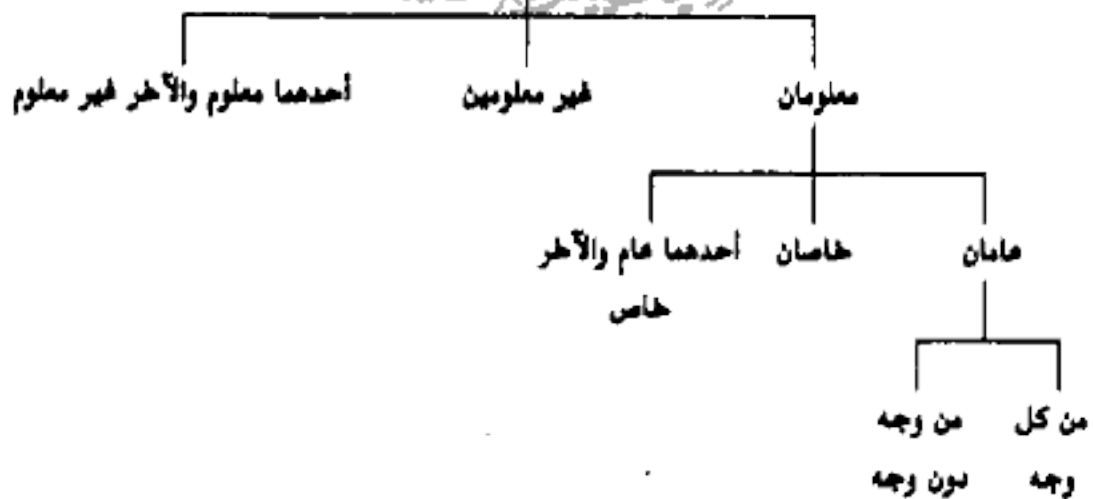 معلومان
غير معلومين
أحدهما معلوم والآخر غير معلوم
عامان
خاصان
أحدهما عام والآخر
خاص
من كل
وجه
من وجه
دون وجه